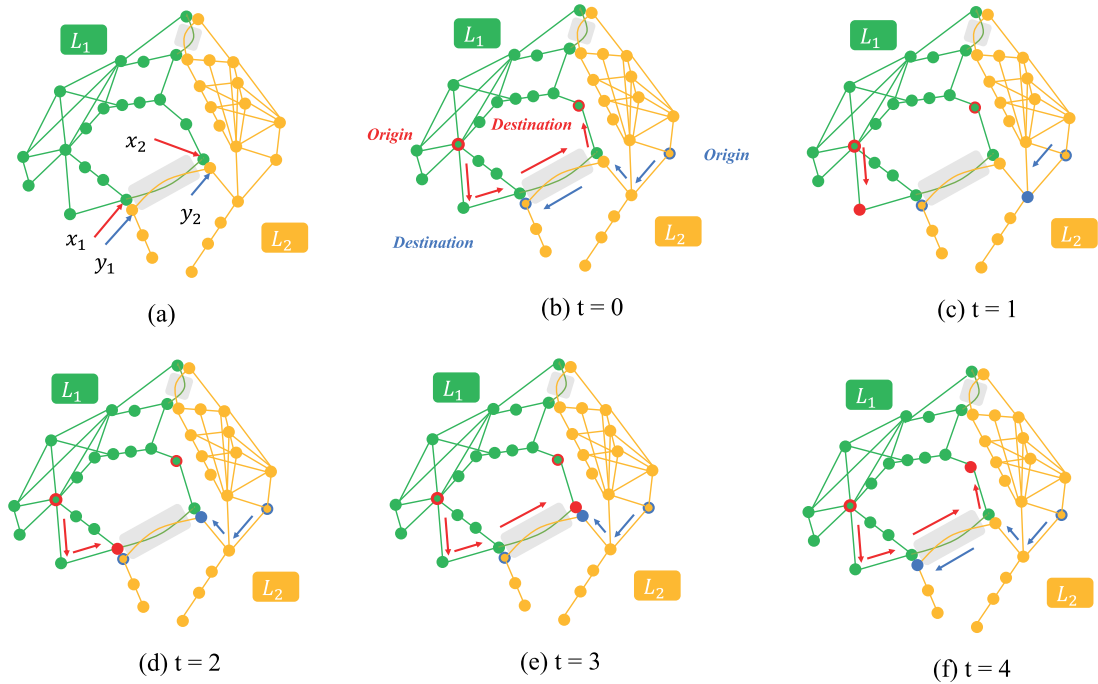 L₁
x₂
y₂
x₁
y₁
L₂
(a)
L₁
Origin
Destination
Origin
Destination
L₂
(b) t = 0
L₁
L₂
(c) t = 1
L₁
L₂
(d) t = 2
L₁
L₂
(e) t = 3
L₁
L₂
(f) t = 4